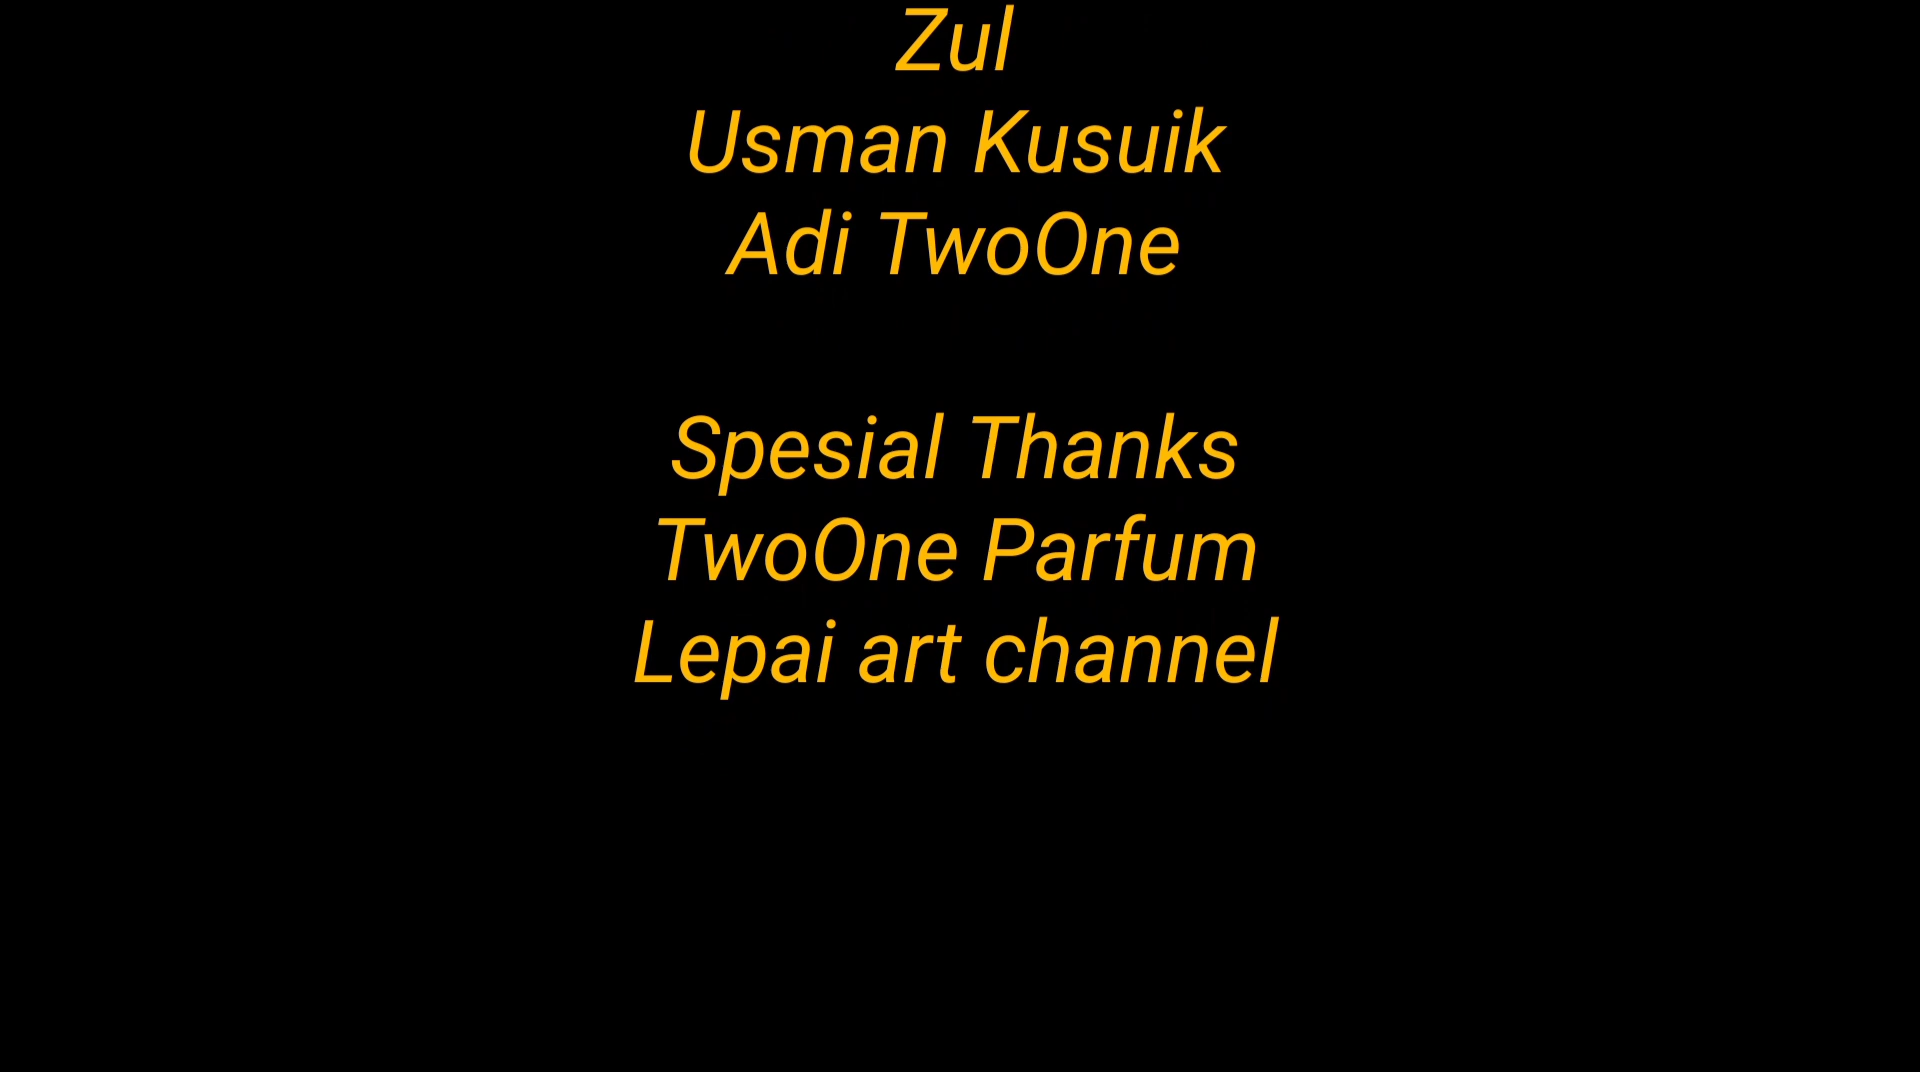 Zul
Usman Kusuik
Adi TwoOne
Spesial Thanks
TwoOne Parfum
Lepai art channel